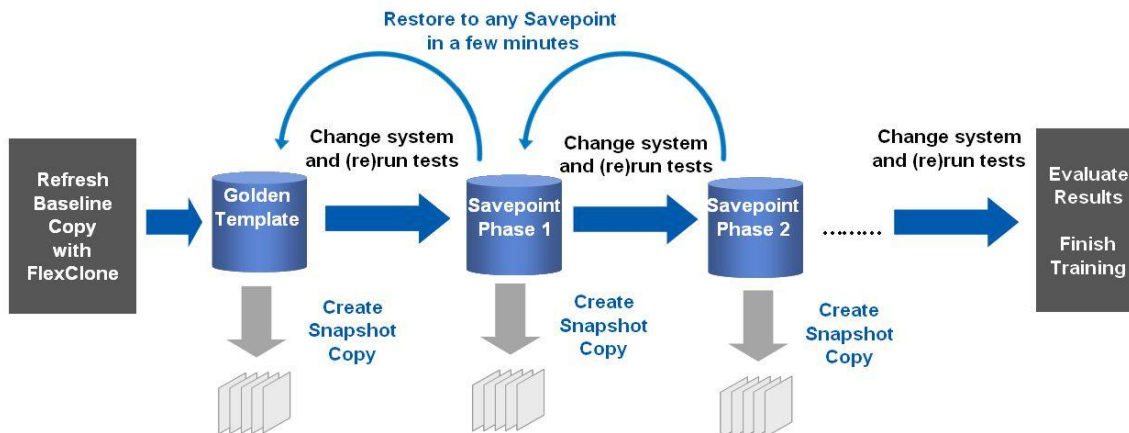 Restore to any Savepoint
in a few minutes
Refresh
Baseline
Copy
with
FlexClone
Golden
Template
Change system
and (re)run tests
Savepoint
Phase 1
Change system
and (re)run tests
Savepoint
Phase 2
.........
Change system
and (re)run tests
Evaluate
Results
Finish
Training
Create
Snapshot
Copy
Create
Snapshot
Copy
Create
Snapshot
Copy